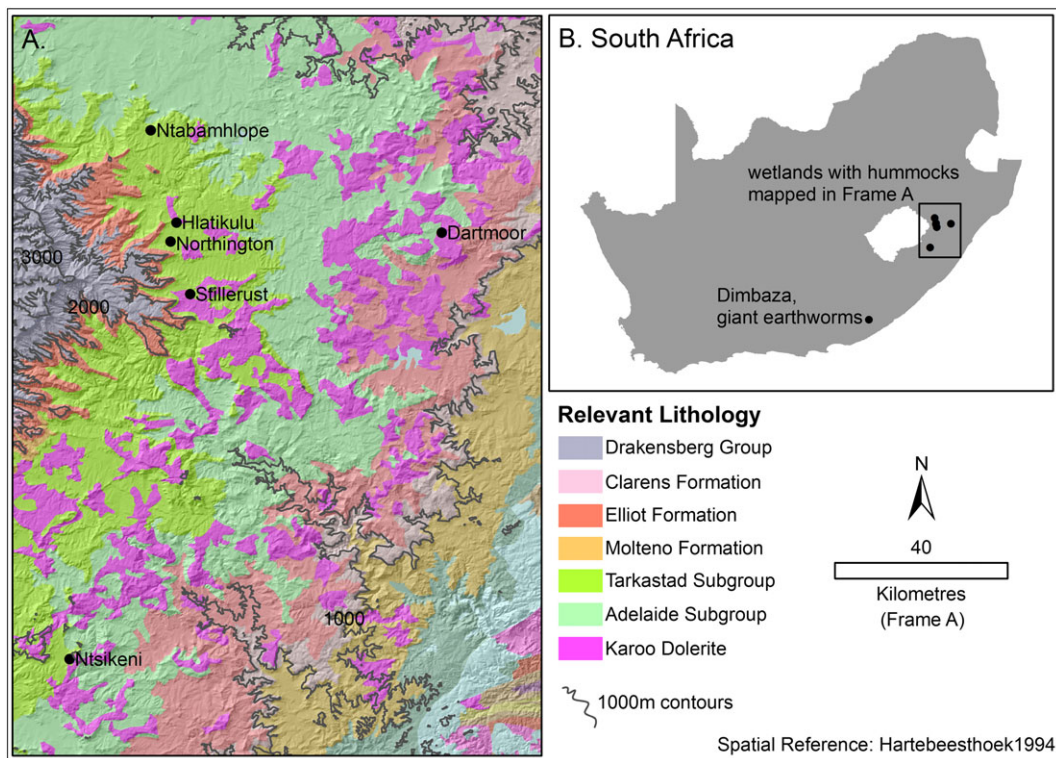 A.
Ntabamhlope
Hlatikulu
Northington
Dartmoor
3000
Stillerust
2000
1000
Ntsikeni
B. South Africa
wetlands with hummocks
mapped in Frame A
Dimbaza,
giant earthworms
Relevant Lithology
Drakensberg Group
Clarens Formation
Elliot Formation
Molteno Formation
Tarkastad Subgroup
Adelaide Subgroup
Karoo Dolerite
1000m contours
N
40
Kilometres
(Frame A)
Spatial Reference: Hartebeesthoek1994